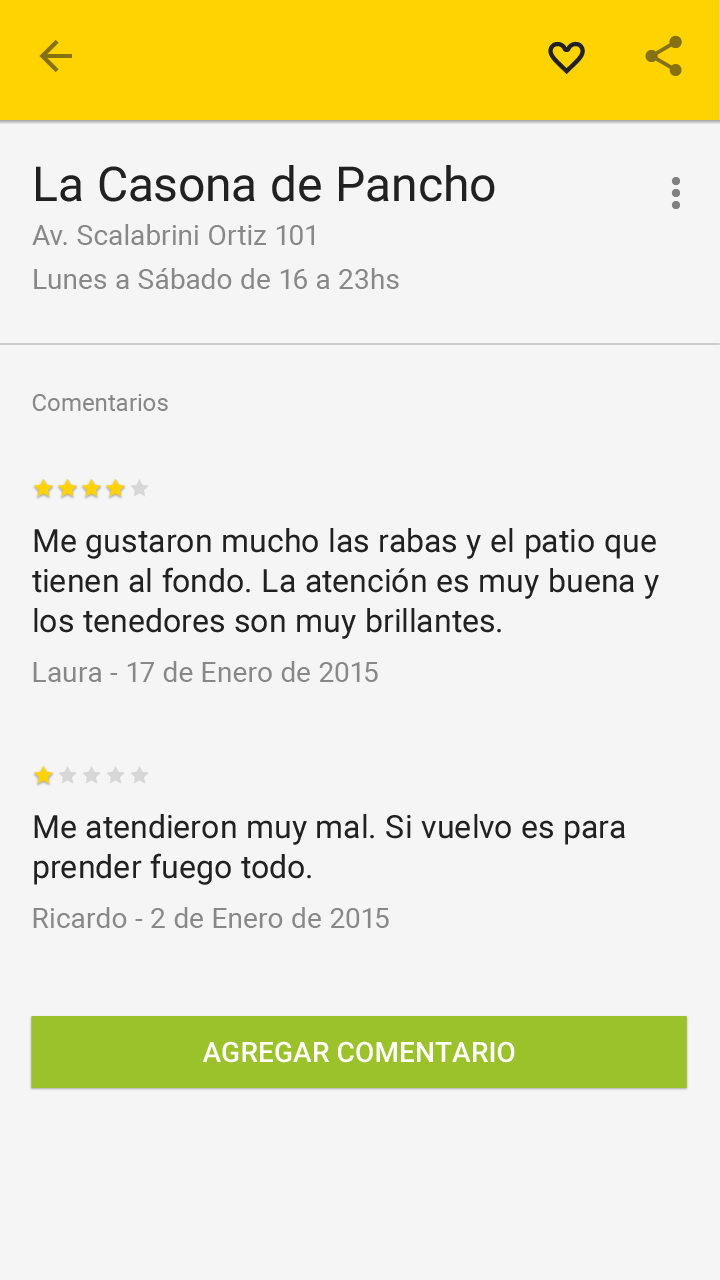 La Casona de Pancho
Av. Scalabrini Ortiz 101
Lunes a Sábado de 16 a 23hs
Comentarios
Me gustaron mucho las rabas y el patio que
tienen al fondo. La atención es muy buena y
los tenedores son muy brillantes.
Laura - 17 de Enero de 2015
Me atendieron muy mal. Si vuelvo es para
prender fuego todo.
Ricardo - 2 de Enero de 2015
AGREGAR COMENTARIO